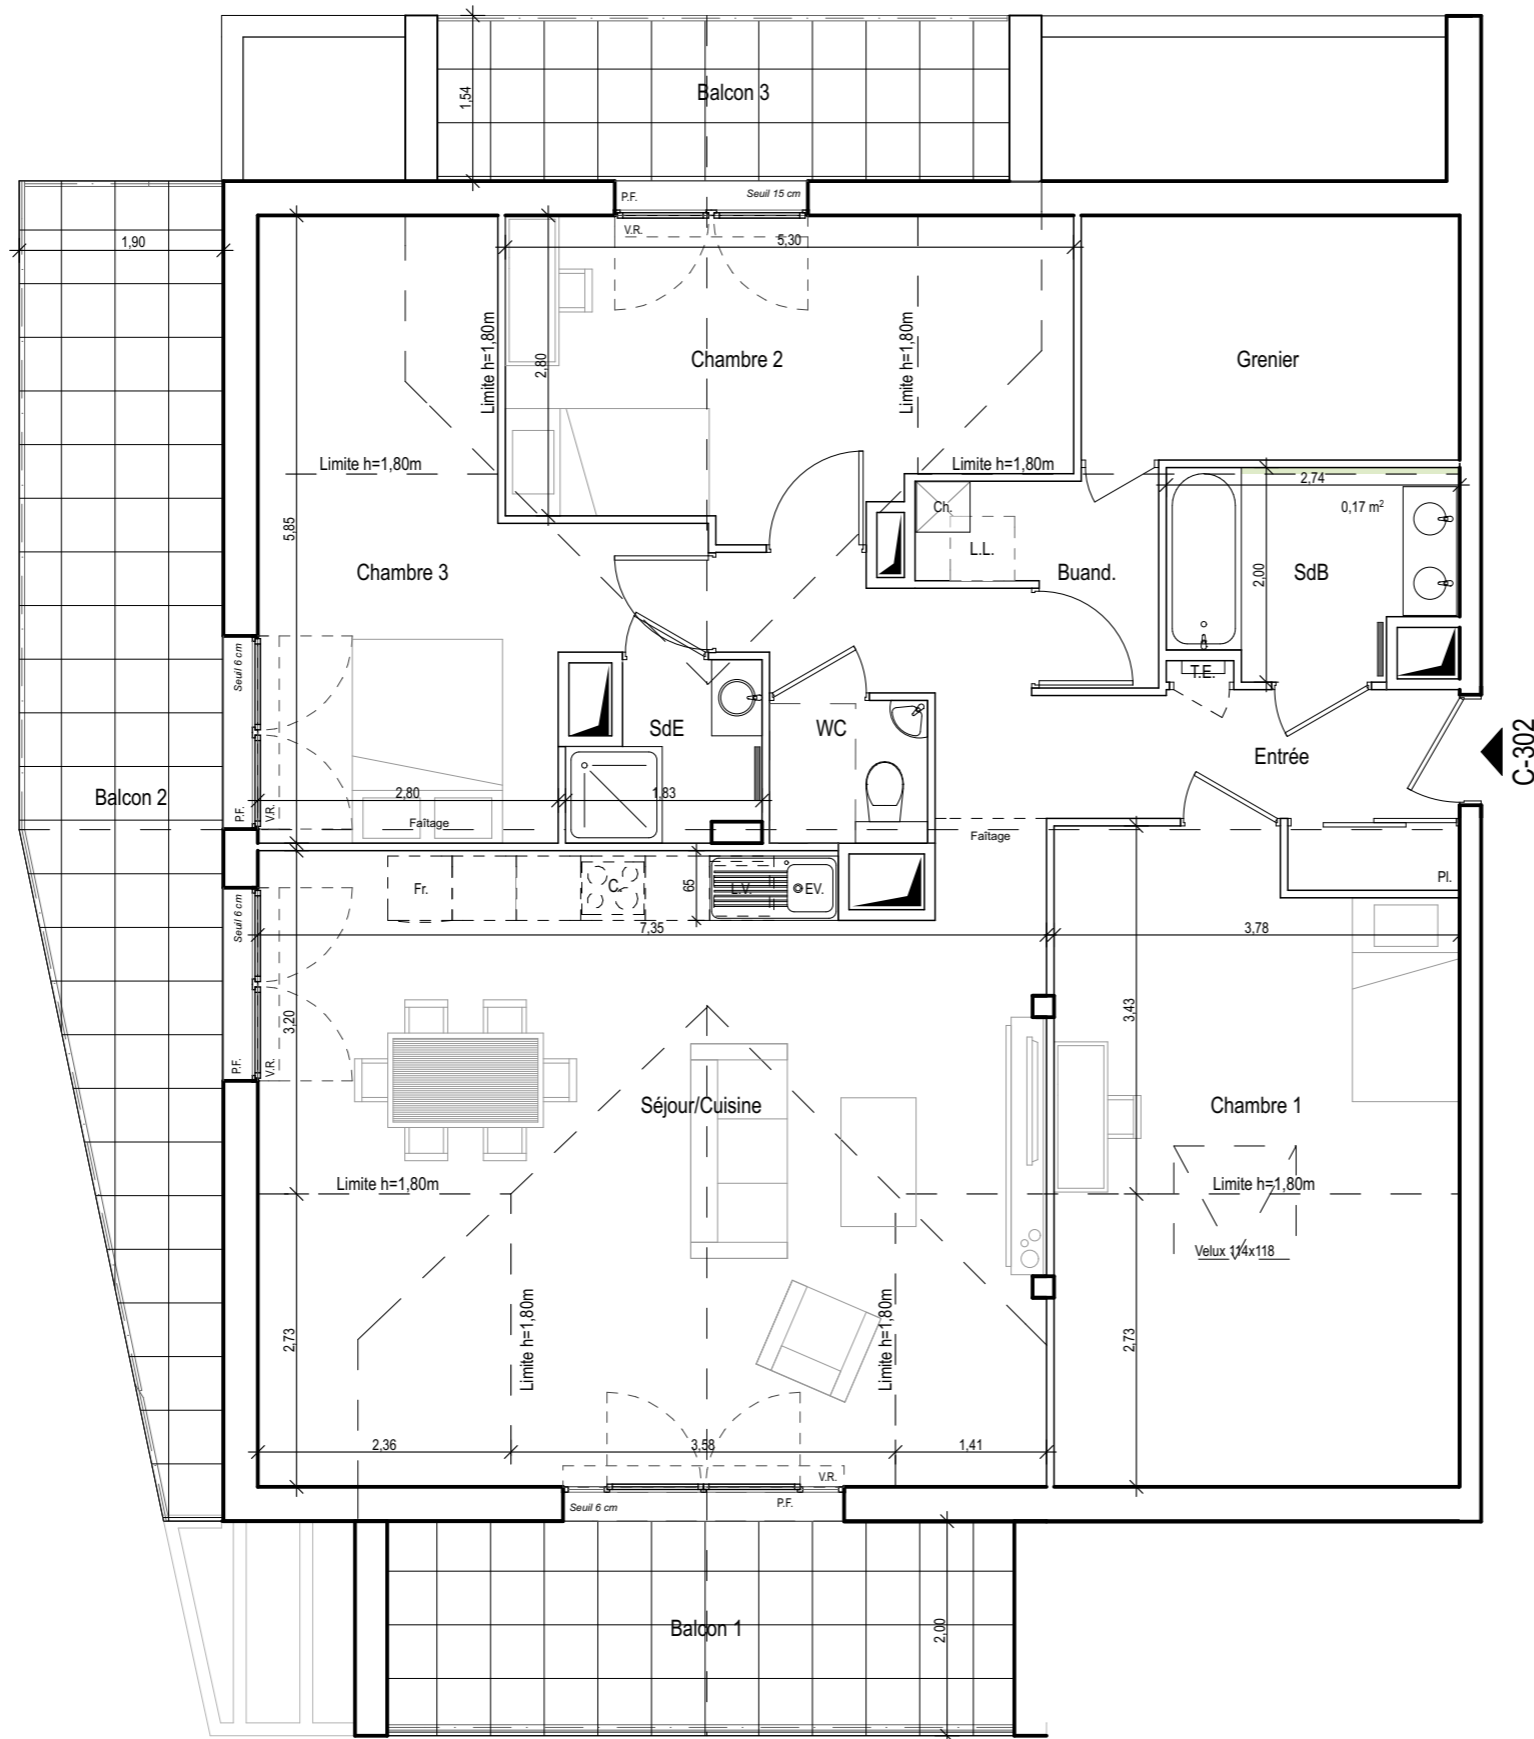 1,54
Balcon 3
P.F.
Seuil 15 cm
V.R.
1,90
5,30
Limite h=1,80m
2,80
Chambre 2
Limite h=1,80m
Grenier
Limite h=1,80m
Limite h=1,80m
2,74
0,17 m²
Ch.
L.L.
5,85
Chambre 3
Buand.
2,00
SdB
Seuil 6 cm
T.E.
SdE
WC
Entrée
C-302
Balcon 2
P.F.
V.R.
2,80
1,83
Faîtage
Faîtage
Fr.
C.
65
L.V.
EV.
Pl.
Seuil 6 cm
7,35
3,78
3,20
3,43
P.F.
V.R.
Séjour/Cuisine
Chambre 1
Limite h=1,80m
Limite h=1,80m
Velux 114x118
2,73
Limite h=1,80m
Limite h=1,80m
2,73
2,36
3,58
1,41
V.R.
Seuil 6 cm
P.F.
Balcon 1
2,00